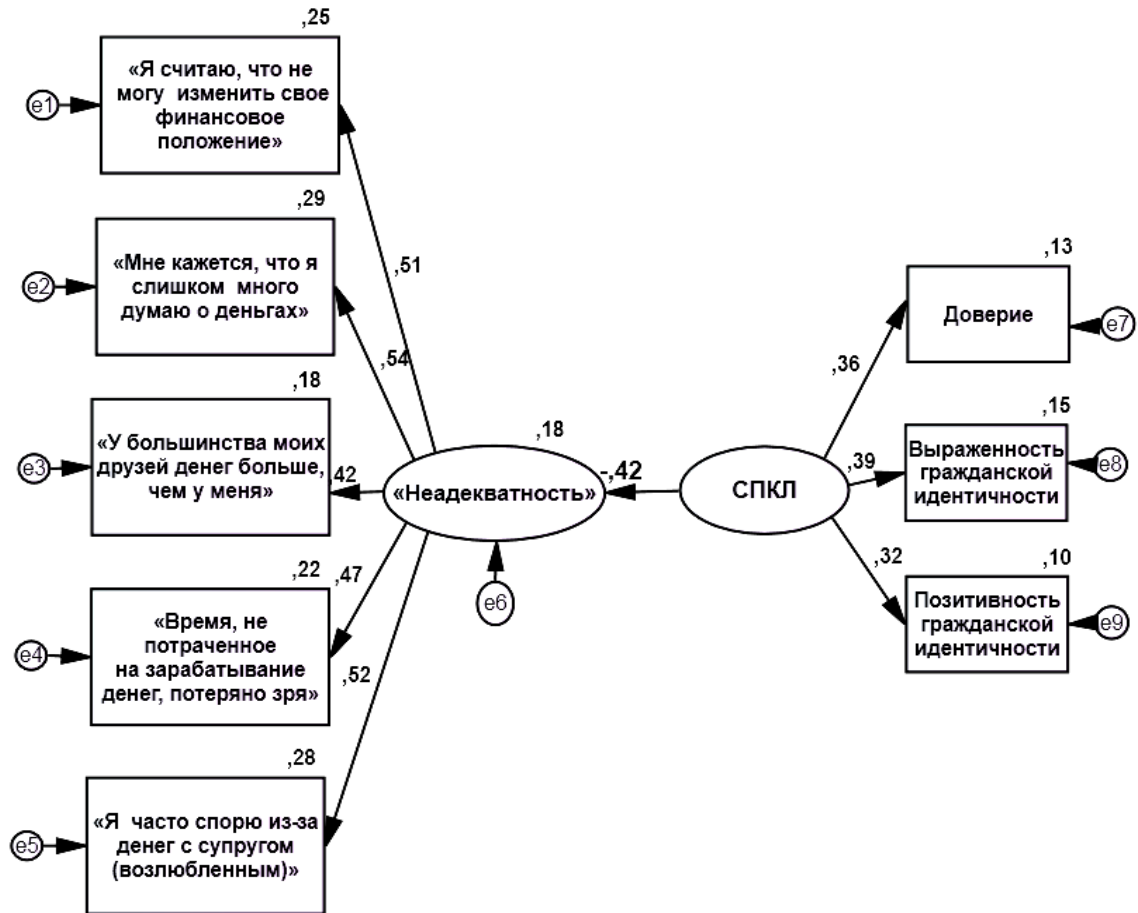 ,25
«Я считаю, что не
могу изменить свое
финансовое
положение»
e1
,29
«Мне кажется, что я
слишком много
думаю о деньгах»
e2
,18
«У большинства моих
друзей денег больше,
чем у меня»
e3
,22
«Время, не
потраченное
на зарабатывание
денег, потеряно зря»
e4
,28
«Я часто спорю из-за
денег с супругом
(возлюбленным)»
e5
,51
,54
,42
,47
,52
,18
«Неадекватность»
e6
-,42
СПКЛ
,36
,39
,32
,13
Доверие
e7
,15
Выраженность
гражданской
идентичности
e8
,10
Позитивность
гражданской
идентичности
e9